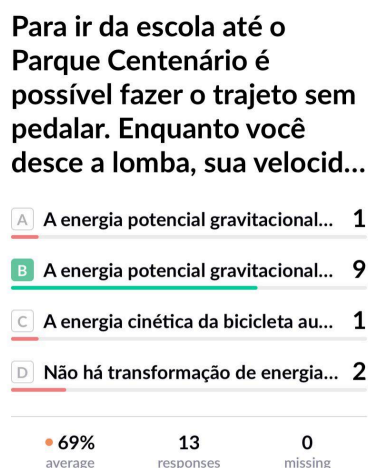 Para ir da escola até o
Parque Centenário é
possível fazer o trajeto sem
pedalar. Enquanto você
desce a lomba, sua velocid...
A A energia potencial gravitacional... 1
B A energia potencial gravitacional... 9
C A energia cinética da bicicleta au... 1
D Não há transformação de energia... 2
69% 13 0
average responses missing